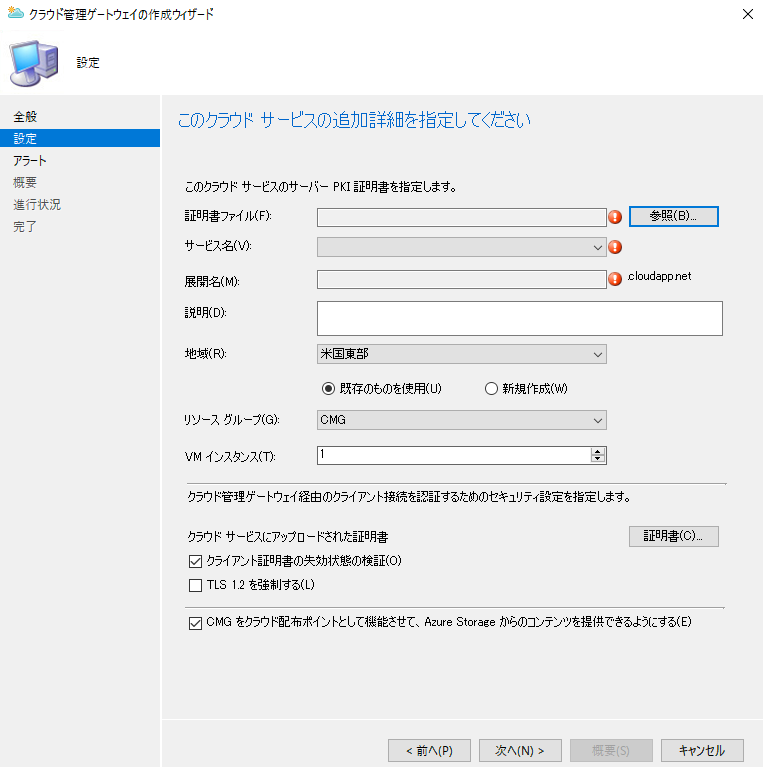 クラウド管理ゲートウェイの作成ウィザード
設定
全般
設定
アラート
概要
進行状況
完了
このクラウド サービスの追加詳細を指定してください
このクラウド サービスのサーバー PKI 証明書を指定します。
証明書ファイル(F):
参照(B)...
サービス名(V):
展開名(M):
.cloudapp.net
説明(D):
地域(R):
米国東部
既存のものを使用(U)
新規作成(W)
リソース グループ(G):
CMG
VM インスタンス(T):
1
クラウド管理ゲートウェイ経由のクライアント接続を認証するためのセキュリティ設定を指定します。
クラウド サービスにアップロードされた証明書
証明書(C)...
クライアント証明書の失効状態の検証(O)
TLS 1.2 を強制する(L)
CMG をクラウド配布ポイントとして機能させて、Azure Storage からのコンテンツを提供できるようにする(E)
< 前へ(P)
次へ(N) >
概要(S)
キャンセル